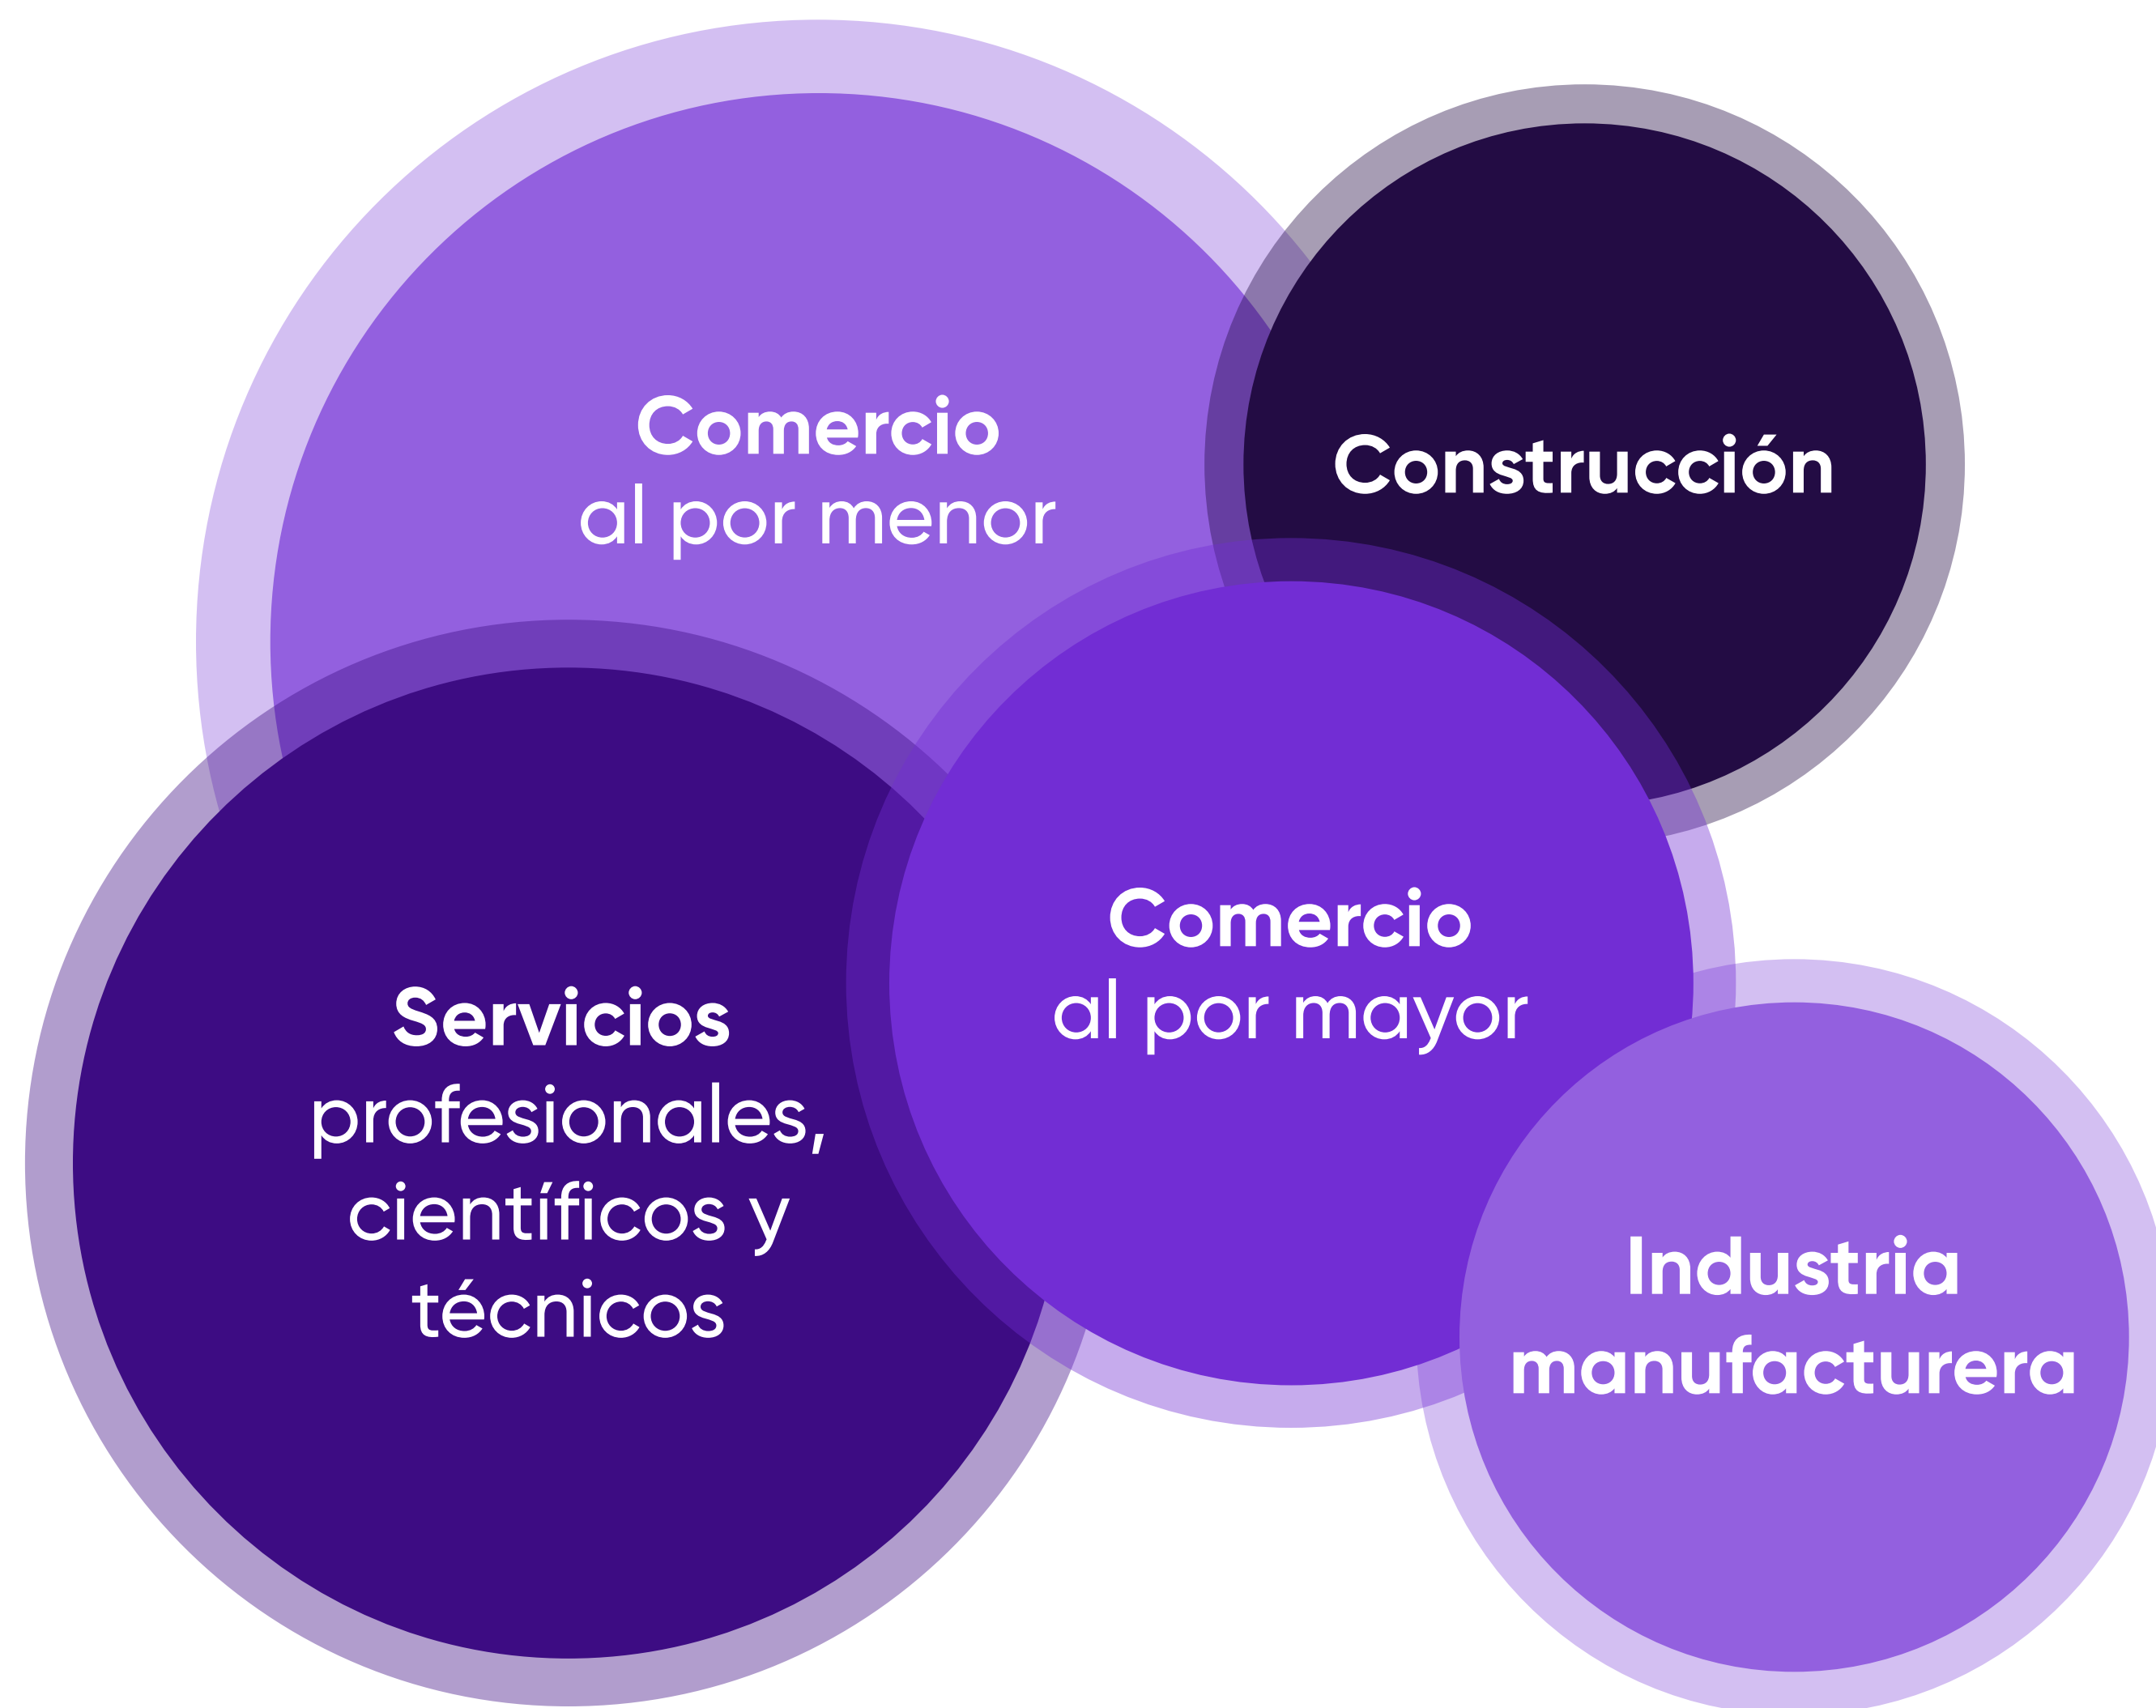 Comercio
al por menor
Construcción
Comercio
al por mayor
Servicios
profesionales,
científicos y
técnicos
Industria
manufacturera